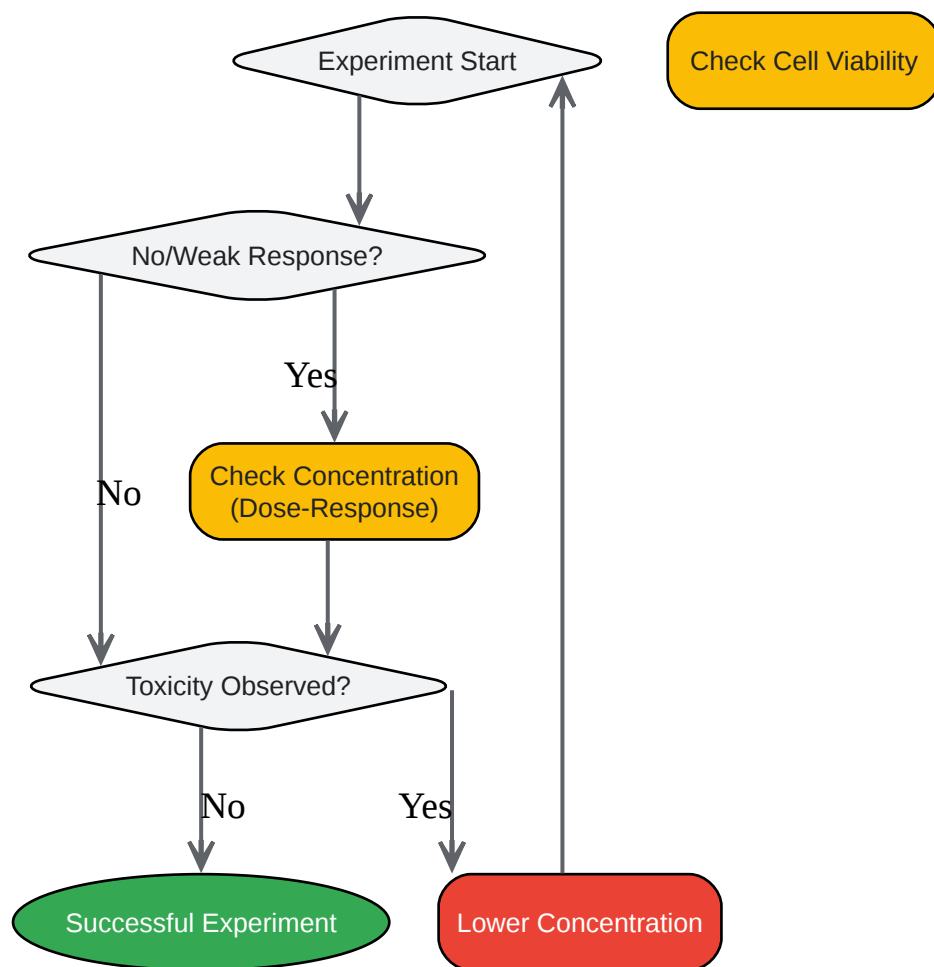 Experiment Start
Check Cell Viability
No/Weak Response?
Yes
Check Concentration
(Dose-Response)
No
Toxicity Observed?
No
Yes
Successful Experiment
Lower Concentration